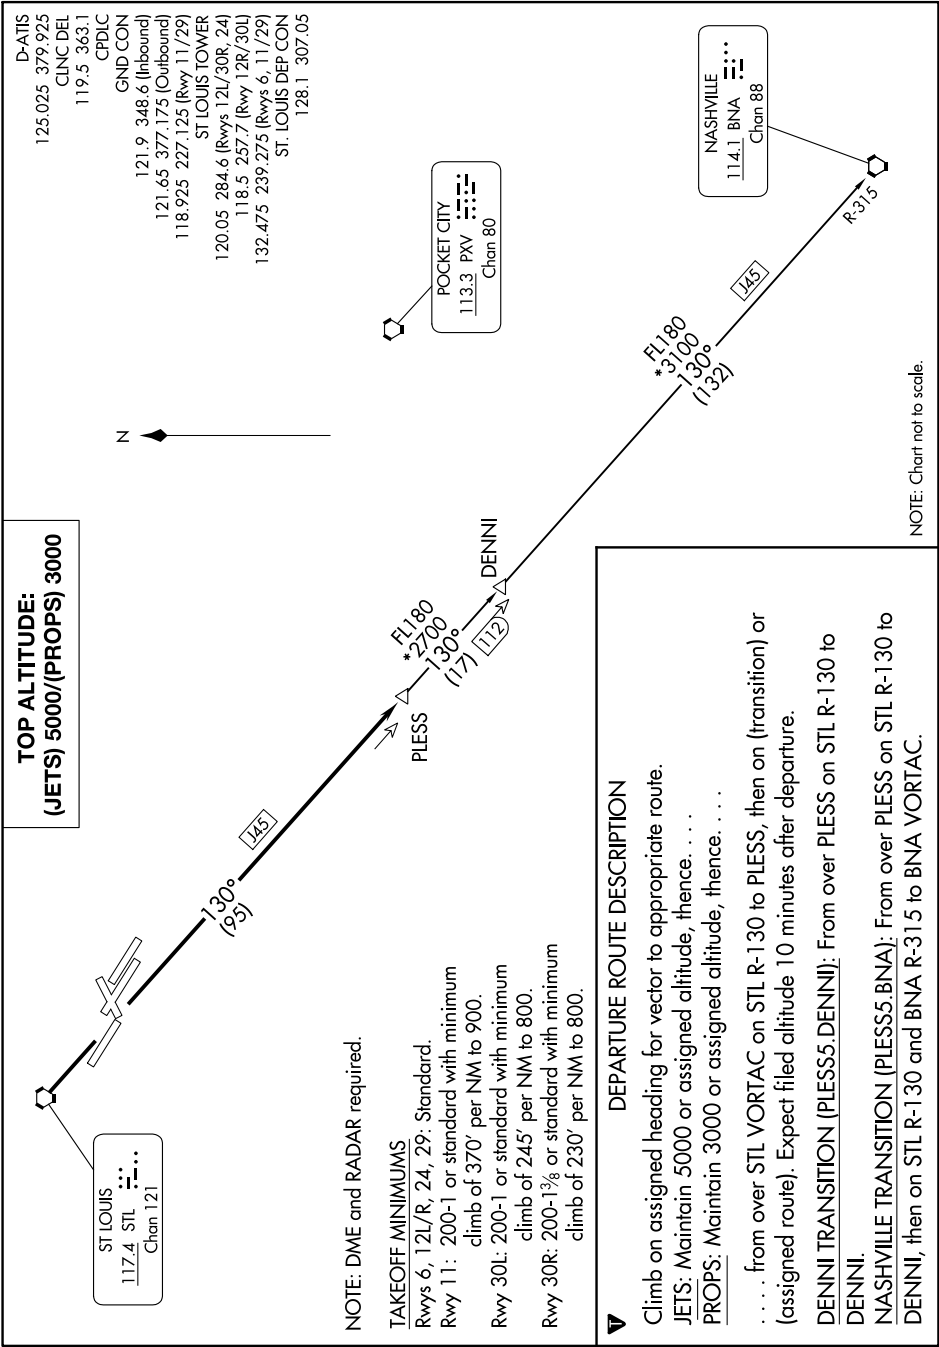 TOP ALTITUDE:
(JETS) 5000/(PROPS) 3000
D-ATIS
125.025 379.925
CLNC DEL
119.5 363.1
CPDLC
GND CON
121.9 348.6 (Inbound)
121.65 377.175 (Outbound)
118.925 227.125 (Rwy 11/29)
ST LOUIS TOWER
120.05 284.6 (Rwys 12L/30R, 24)
118.5 257.7 (Rwy 12R/30L)
132.475 239.275 (Rwys 6, 11/29)
ST. LOUIS DEP CON
128.1 307.05
N
ST LOUIS
117.4 STL
Chan 121
130°
(95)
J45
PLESS
FL180
*2700
130°
(17)
112
DENNI
POCKET CITY
113.3 PXV
Chan 80
FL180
*3100
130°
(132)
J45
R-315
NASHVILLE
114.1 BNA
Chan 88
NOTE: DME and RADAR required.
TAKEOFF MINIMUMS
Rwys 6, 12L/R, 24, 29: Standard.
Rwy 11: 200-1 or standard with minimum
climb of 370' per NM to 900.
Rwy 30L: 200-1 or standard with minimum
climb of 245' per NM to 800.
Rwy 30R: 200-1⅜ or standard with minimum
climb of 230' per NM to 800.
NOTE: Chart not to scale.
T
DEPARTURE ROUTE DESCRIPTION
Climb on assigned heading for vector to appropriate route.
JETS: Maintain 5000 or assigned altitude, thence. . . .
PROPS: Maintain 3000 or assigned altitude, thence. . . .
. . . . from over STL VORTAC on STL R-130 to PLESS, then on (transition) or
(assigned route). Expect filed altitude 10 minutes after departure.
DENNI TRANSITION (PLESS5.DENNI): From over PLESS on STL R-130 to
DENNI.
NASHVILLE TRANSITION (PLESS5.BNA): From over PLESS on STL R-130 to
DENNI, then on STL R-130 and BNA R-315 to BNA VORTAC.